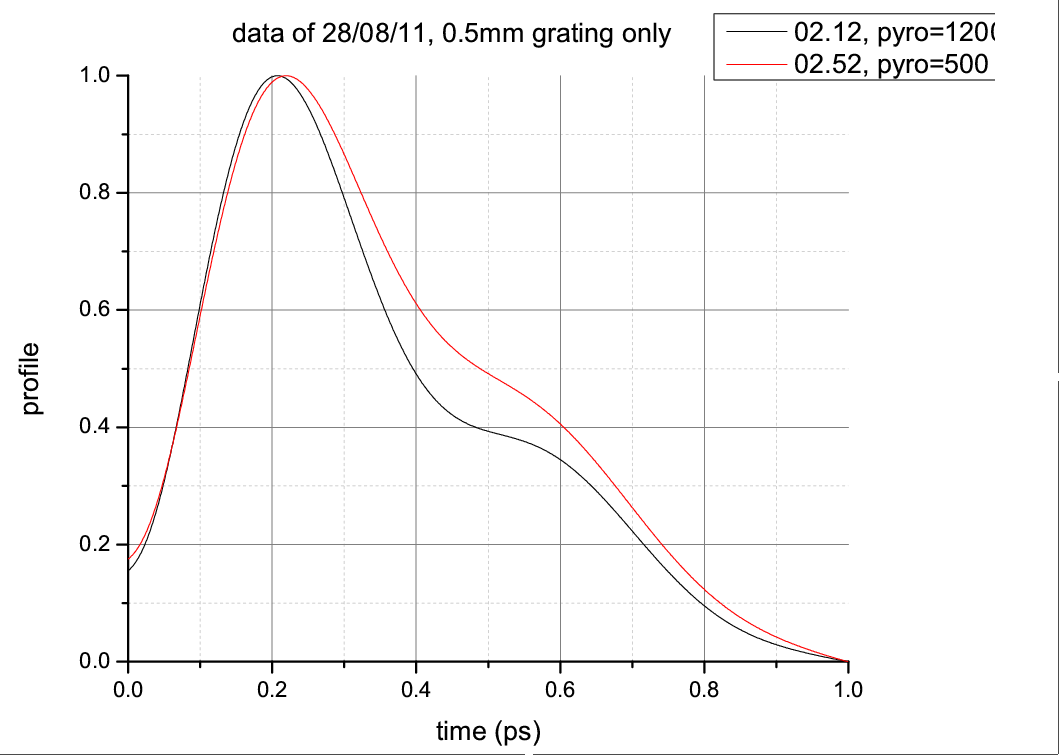 data of 28/08/11, 0.5mm grating only
02.12, pyro=120
02.52, pyro=500
1.0
0.8
0.6
0.4
0.2
0.0
profile
0.0 0.2 0.4 0.6 0.8 1.0
time (ps)